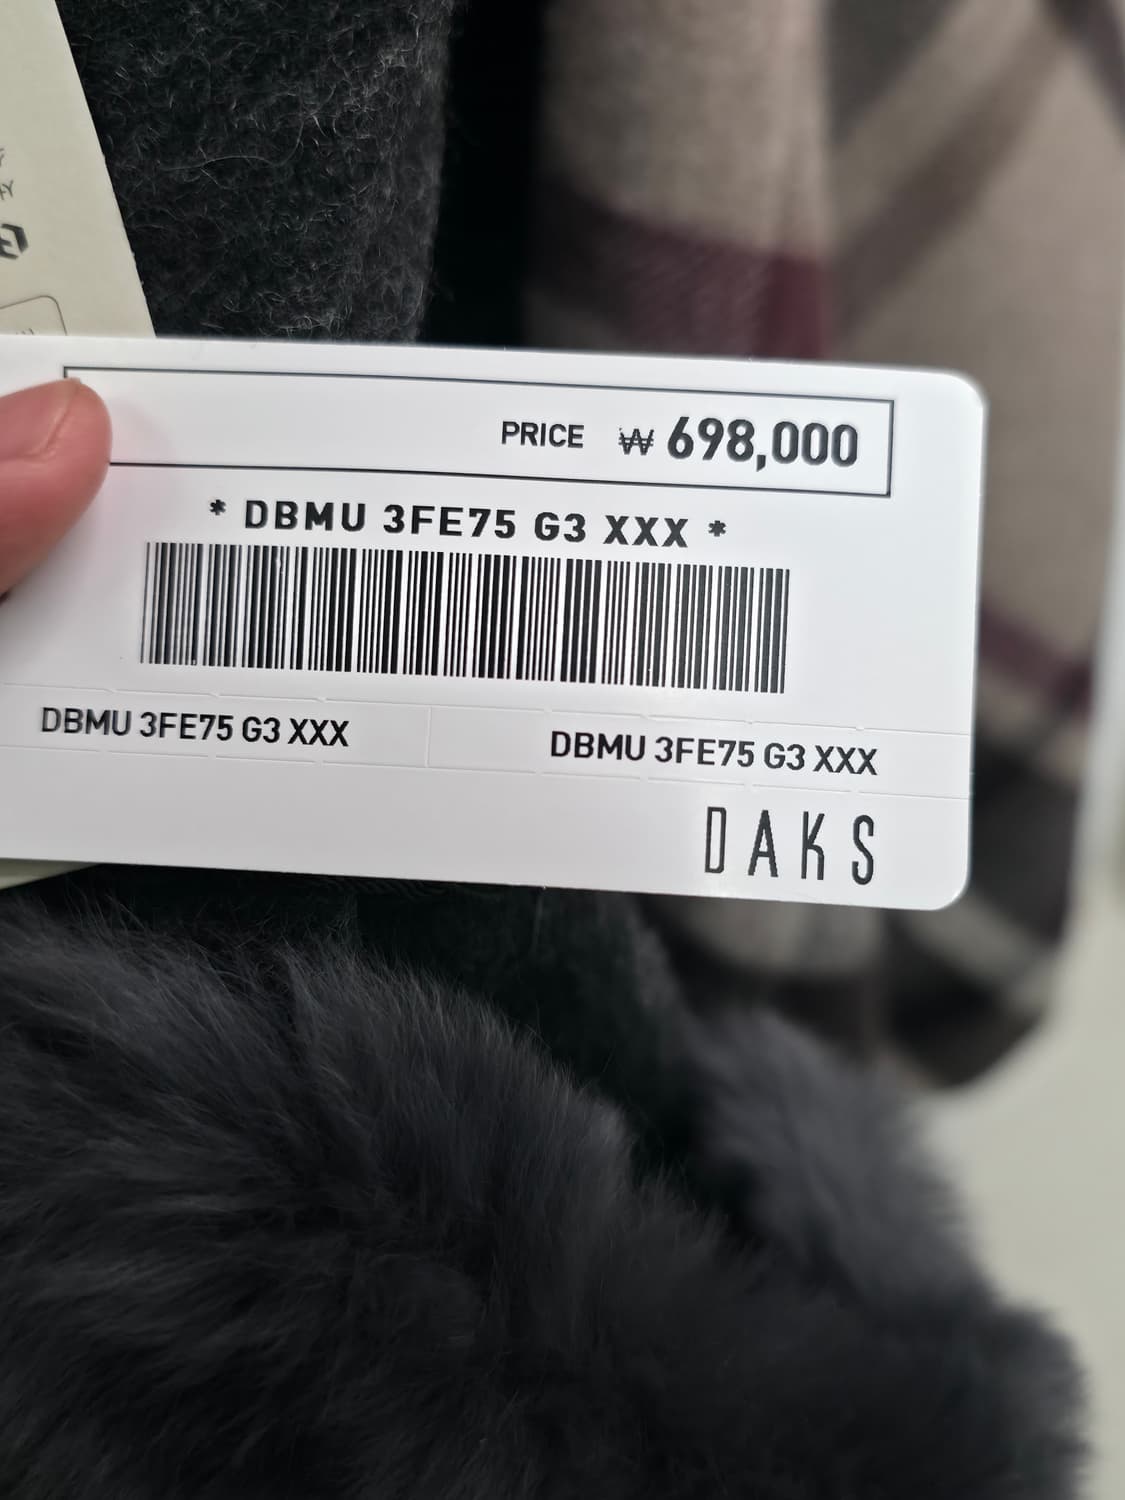 PRICE ₩ 698,000
* DBMU 3FE75 G3 XXX *
DBMU 3FE75 G3 XXX DBMU 3FE75 G3 XXX
DAKS